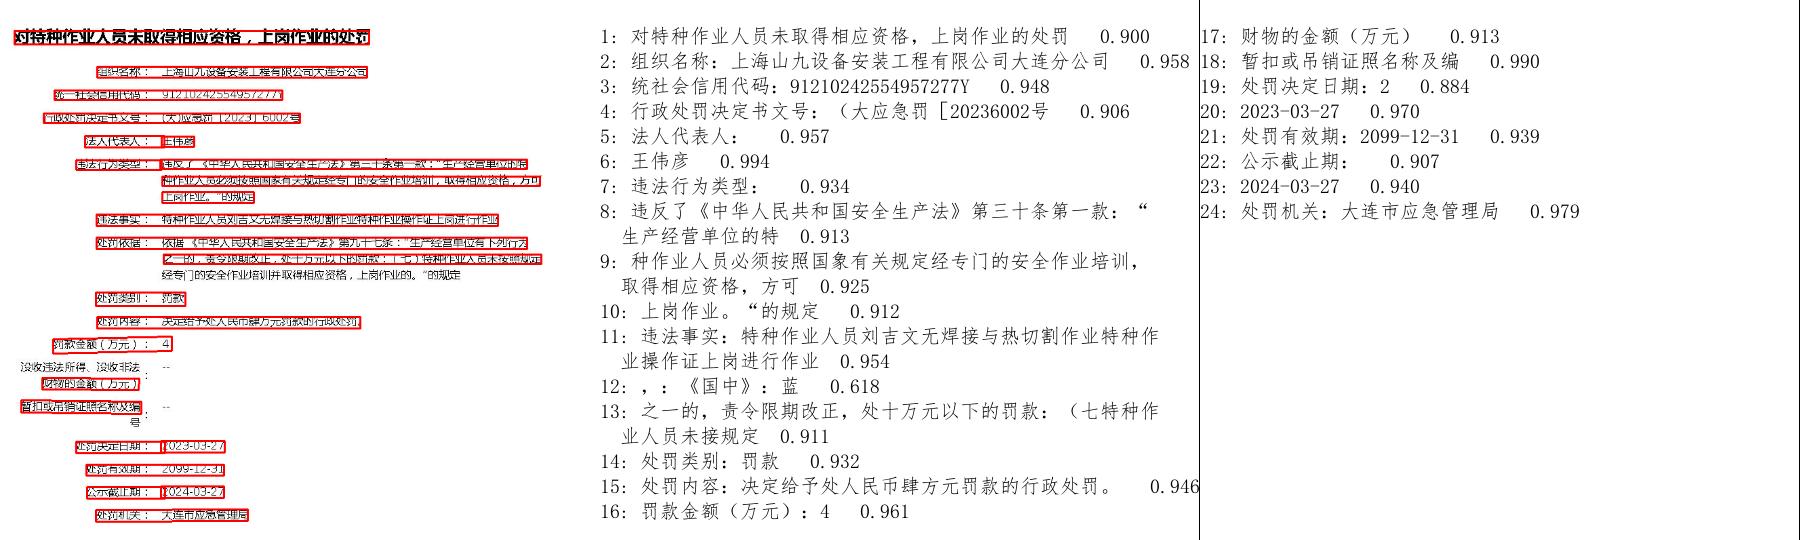 对特种作业人员未取得相应资格，上岗作业的处罚
组织名称： 上海山九设备安装工程有限公司大连分公司
统一社会信用代码： 91210242554957277Y
行政处罚决定书文号： (大)应急罚［2023］6002号
法人代表人： 王伟彦
违法行为类型： 违反了《中华人民共和国安全生产法》第三十条第一款：“生产经营单位的特
种作业人员必须按照国家有关规定经专门的安全作业培训，取得相应资格，方可
上岗作业。”的规定
违法事实： 特种作业人员刘吉文无焊接与热切割作业特种作业操作证上岗进行作业
处罚依据： 依据《中华人民共和国安全生产法》第九十七条：“生产经营单位有下列行为
之一的，责令限期改正，处十万元以下的罚款：（七）特种作业人员未按照规定
经专门的安全作业培训并取得相应资格，上岗作业的。”的规定
处罚类别： 罚款
处罚内容： 决定给予处人民币肆万元罚款的行政处罚。
罚款金额（万元）： 4
没收违法所得、没收非法
财物的金额（万元） ： --
暂扣或吊销证照名称及编
号 ： --
处罚决定日期： 2023-03-27
处罚有效期： 2099-12-31
公示截止期： 2024-03-27
处罚机关： 大连市应急管理局
1: 对特种作业人员未取得相应资格，上岗作业的处罚 0.900
2: 组织名称：上海山九设备安装工程有限公司大连分公司 0.958
3: 统社会信用代码：91210242554957277Y 0.948
4: 行政处罚决定书文号：（大应急罚［20236002号 0.906
5: 法人代表人： 0.957
6: 王伟彦 0.994
7: 违法行为类型： 0.934
8: 违反了《中华人民共和国安全生产法》第三十条第一款：“
生产经营单位的特 0.913
9: 种作业人员必须按照国象有关规定经专门的安全作业培训，
取得相应资格，方可 0.925
10: 上岗作业。“的规定 0.912
11: 违法事实：特种作业人员刘吉文无焊接与热切割作业特种作
业操作证上岗进行作业 0.954
12: ，：《国中》：蓝 0.618
13: 之一的，责令限期改正，处十万元以下的罚款：（七特种作
业人员未接规定 0.911
14: 处罚类别：罚款 0.932
15: 处罚内容：决定给予处人民币肆方元罚款的行政处罚。 0.946
16: 罚款金额（万元）：4 0.961
17: 财物的金额（万元） 0.913
18: 暂扣或吊销证照名称及编 0.990
19: 处罚决定日期：2 0.884
20: 2023-03-27 0.970
21: 处罚有效期：2099-12-31 0.939
22: 公示截止期： 0.907
23: 2024-03-27 0.940
24: 处罚机关：大连市应急管理局 0.979